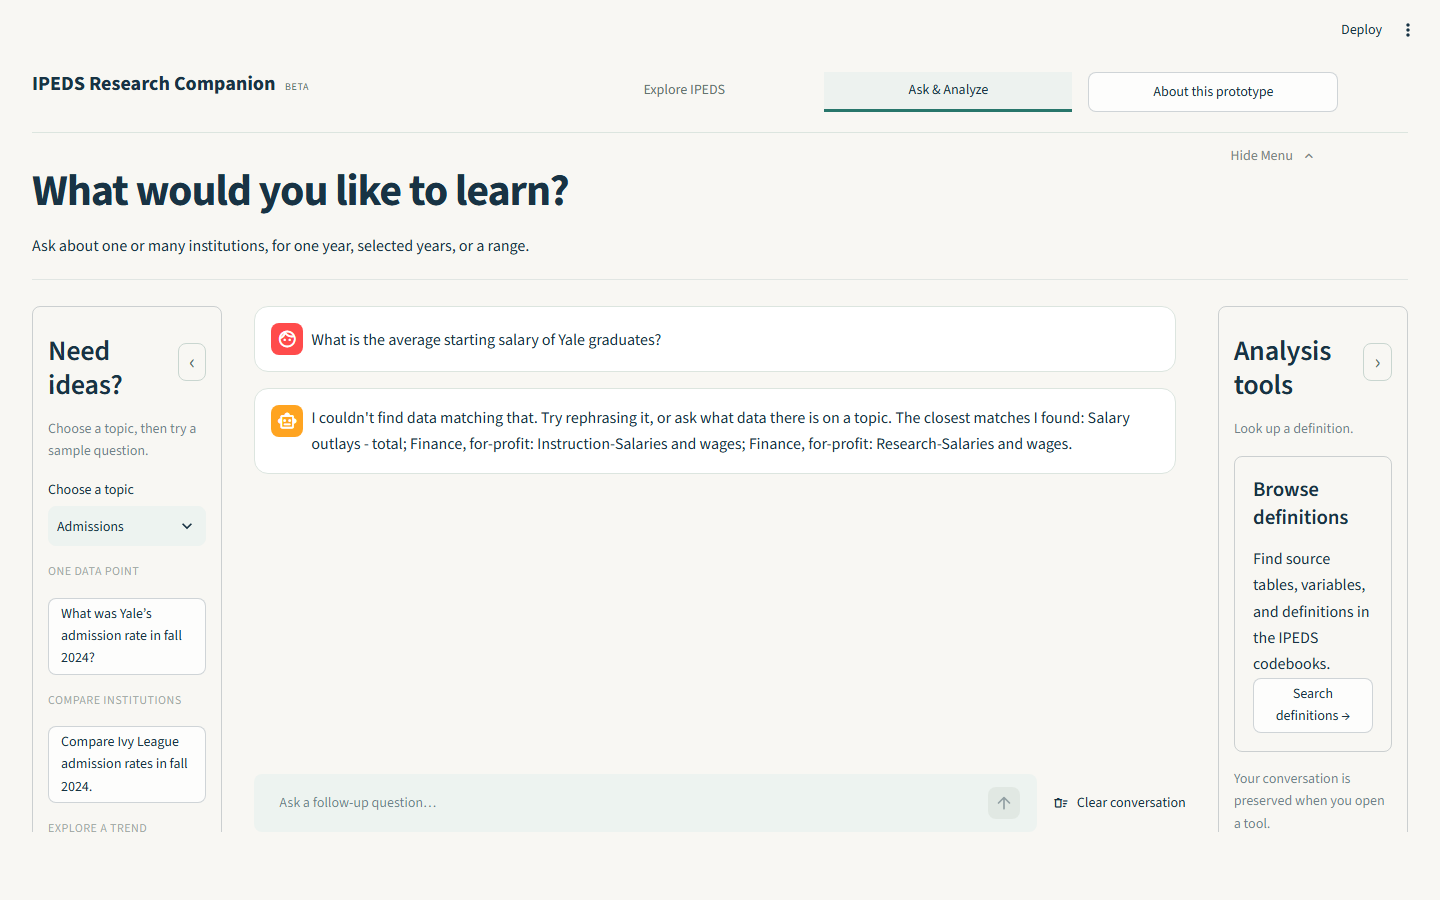 Deploy
IPEDS Research Companion BETA
Explore IPEDS
Ask & Analyze
About this prototype
Hide Menu
What would you like to learn?
Ask about one or many institutions, for one year, selected years, or a range.
Need
ideas?
Choose a topic, then try a
sample question.
Choose a topic
Admissions
ONE DATA POINT
What was Yale's
admission rate in fall
2024?
COMPARE INSTITUTIONS
Compare Ivy League
admission rates in fall
2024.
EXPLORE A TREND
What is the average starting salary of Yale graduates?
I couldn't find data matching that. Try rephrasing it, or ask what data there is on a topic. The closest matches I found: Salary
outlays - total; Finance, for-profit: Instruction-Salaries and wages; Finance, for-profit: Research-Salaries and wages.
Ask a follow-up question…
Clear conversation
Analysis
tools
Look up a definition.
Browse
definitions
Find source
tables, variables,
and definitions in
the IPEDS
codebooks.
Search
definitions →
Your conversation is
preserved when you open
a tool.